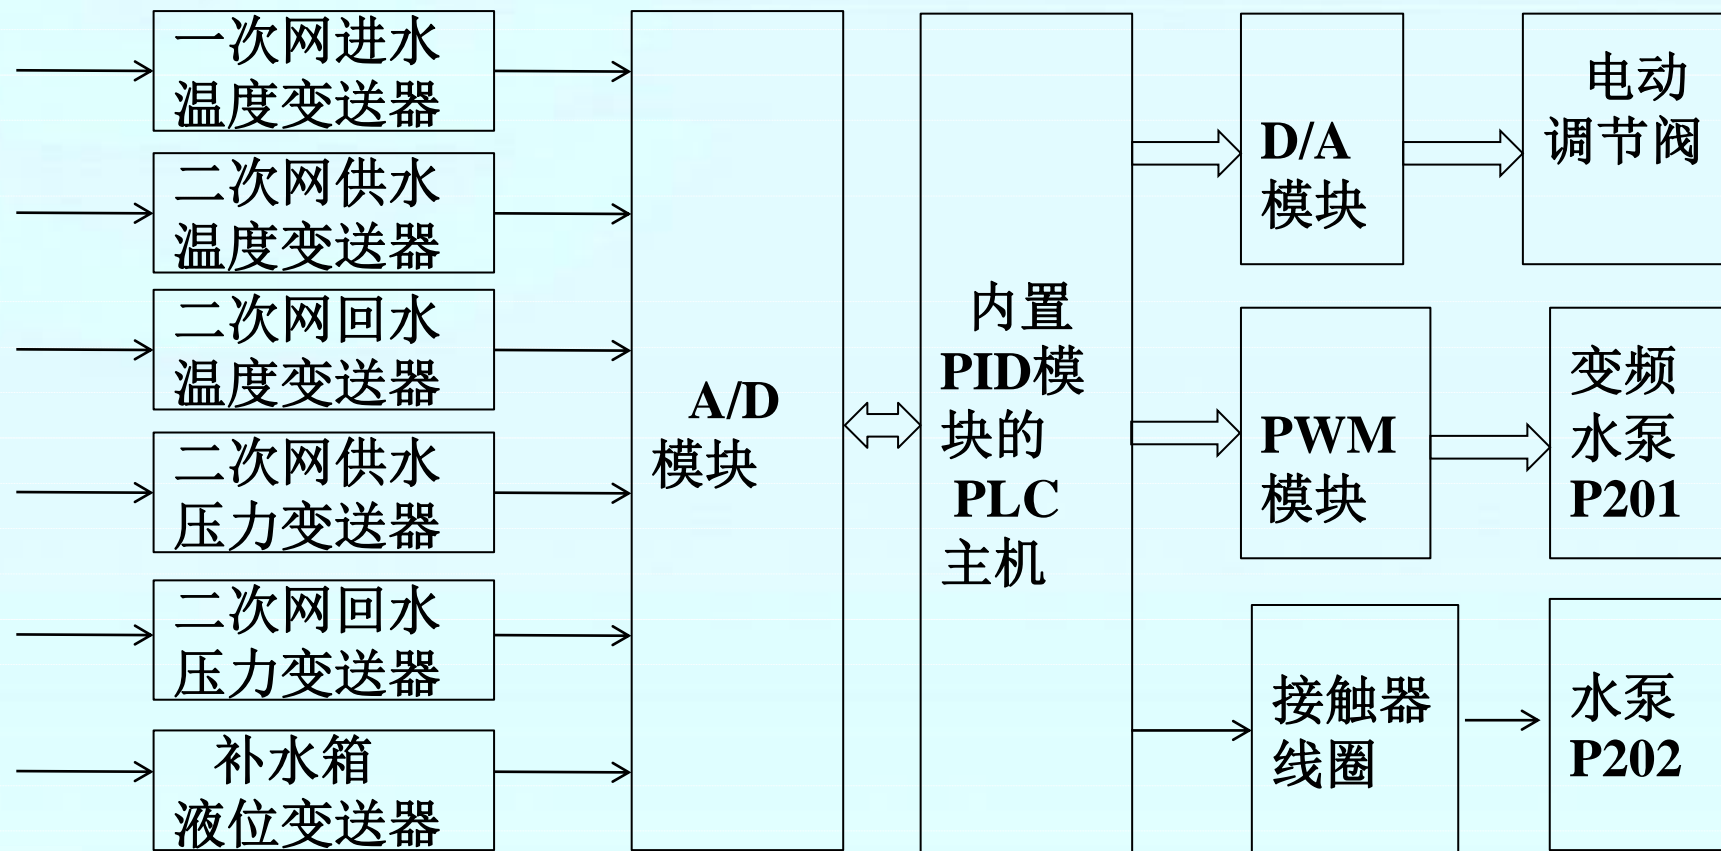 一次网进水
温度变送器
二次网供水
温度变送器
二次网回水
温度变送器
二次网供水
压力变送器
二次网回水
压力变送器
补水箱
液位变送器
A/D
模块
内置
PID模
块的
PLC
主机
D/A
模块
电动
调节阀
PWM
模块
变频
水泵
P201
接触器
线圈
水泵
P202